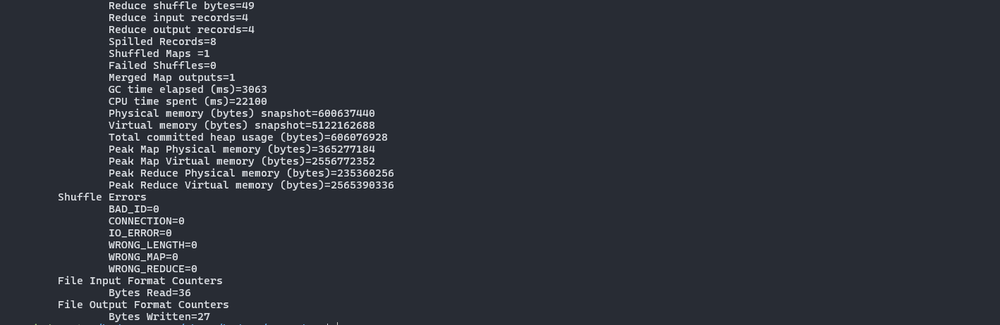 Reduce shuffle bytes=49
Reduce input records=4
Reduce output records=4
Spilled Records=8
Shuffled Maps =1
Failed Shuffles=0
Merged Map outputs=1
GC time elapsed (ms)=3063
CPU time spent (ms)=22100
Physical memory (bytes) snapshot=600637440
Virtual memory (bytes) snapshot=5122162688
Total committed heap usage (bytes)=606076928
Peak Map Physical memory (bytes)=365277184
Peak Map Virtual memory (bytes)=2556772352
Peak Reduce Physical memory (bytes)=235360256
Peak Reduce Virtual memory (bytes)=2565390336
Shuffle Errors
BAD_ID=0
CONNECTION=0
IO_ERROR=0
WRONG_LENGTH=0
WRONG_MAP=0
WRONG_REDUCE=0
File Input Format Counters
Bytes Read=36
File Output Format Counters
Bytes Written=27